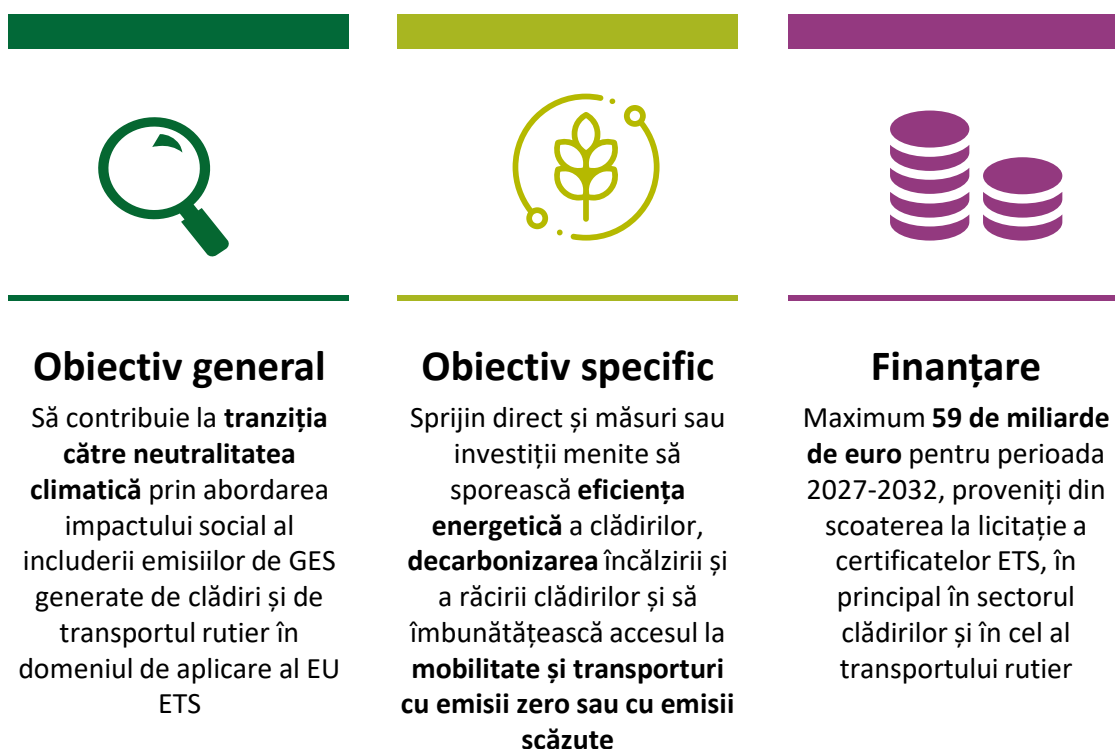 Obiectiv general
Să contribuie la tranziția
către neutralitatea
climatică prin abordarea
impactului social al
includerii emisiilor de GES
generate de clădiri și de
transportul rutier în
domeniul de aplicare al EU
ETS
Obiectiv specific
Sprijin direct și măsuri sau
investiții menite să
sporească eficiența
energetică a clădirilor,
decarbonizarea încălzirii și
a răcirii clădirilor și să
îmbunătățească accesul la
mobilitate și transporturi
cu emisii zero sau cu emisii
scăzute
Finanțare
Maximum 59 de miliarde
de euro pentru perioada
2027-2032, proveniți din
scoaterea la licitație a
certificatelor ETS, în
principal în sectorul
clădirilor și în cel al
transportului rutier